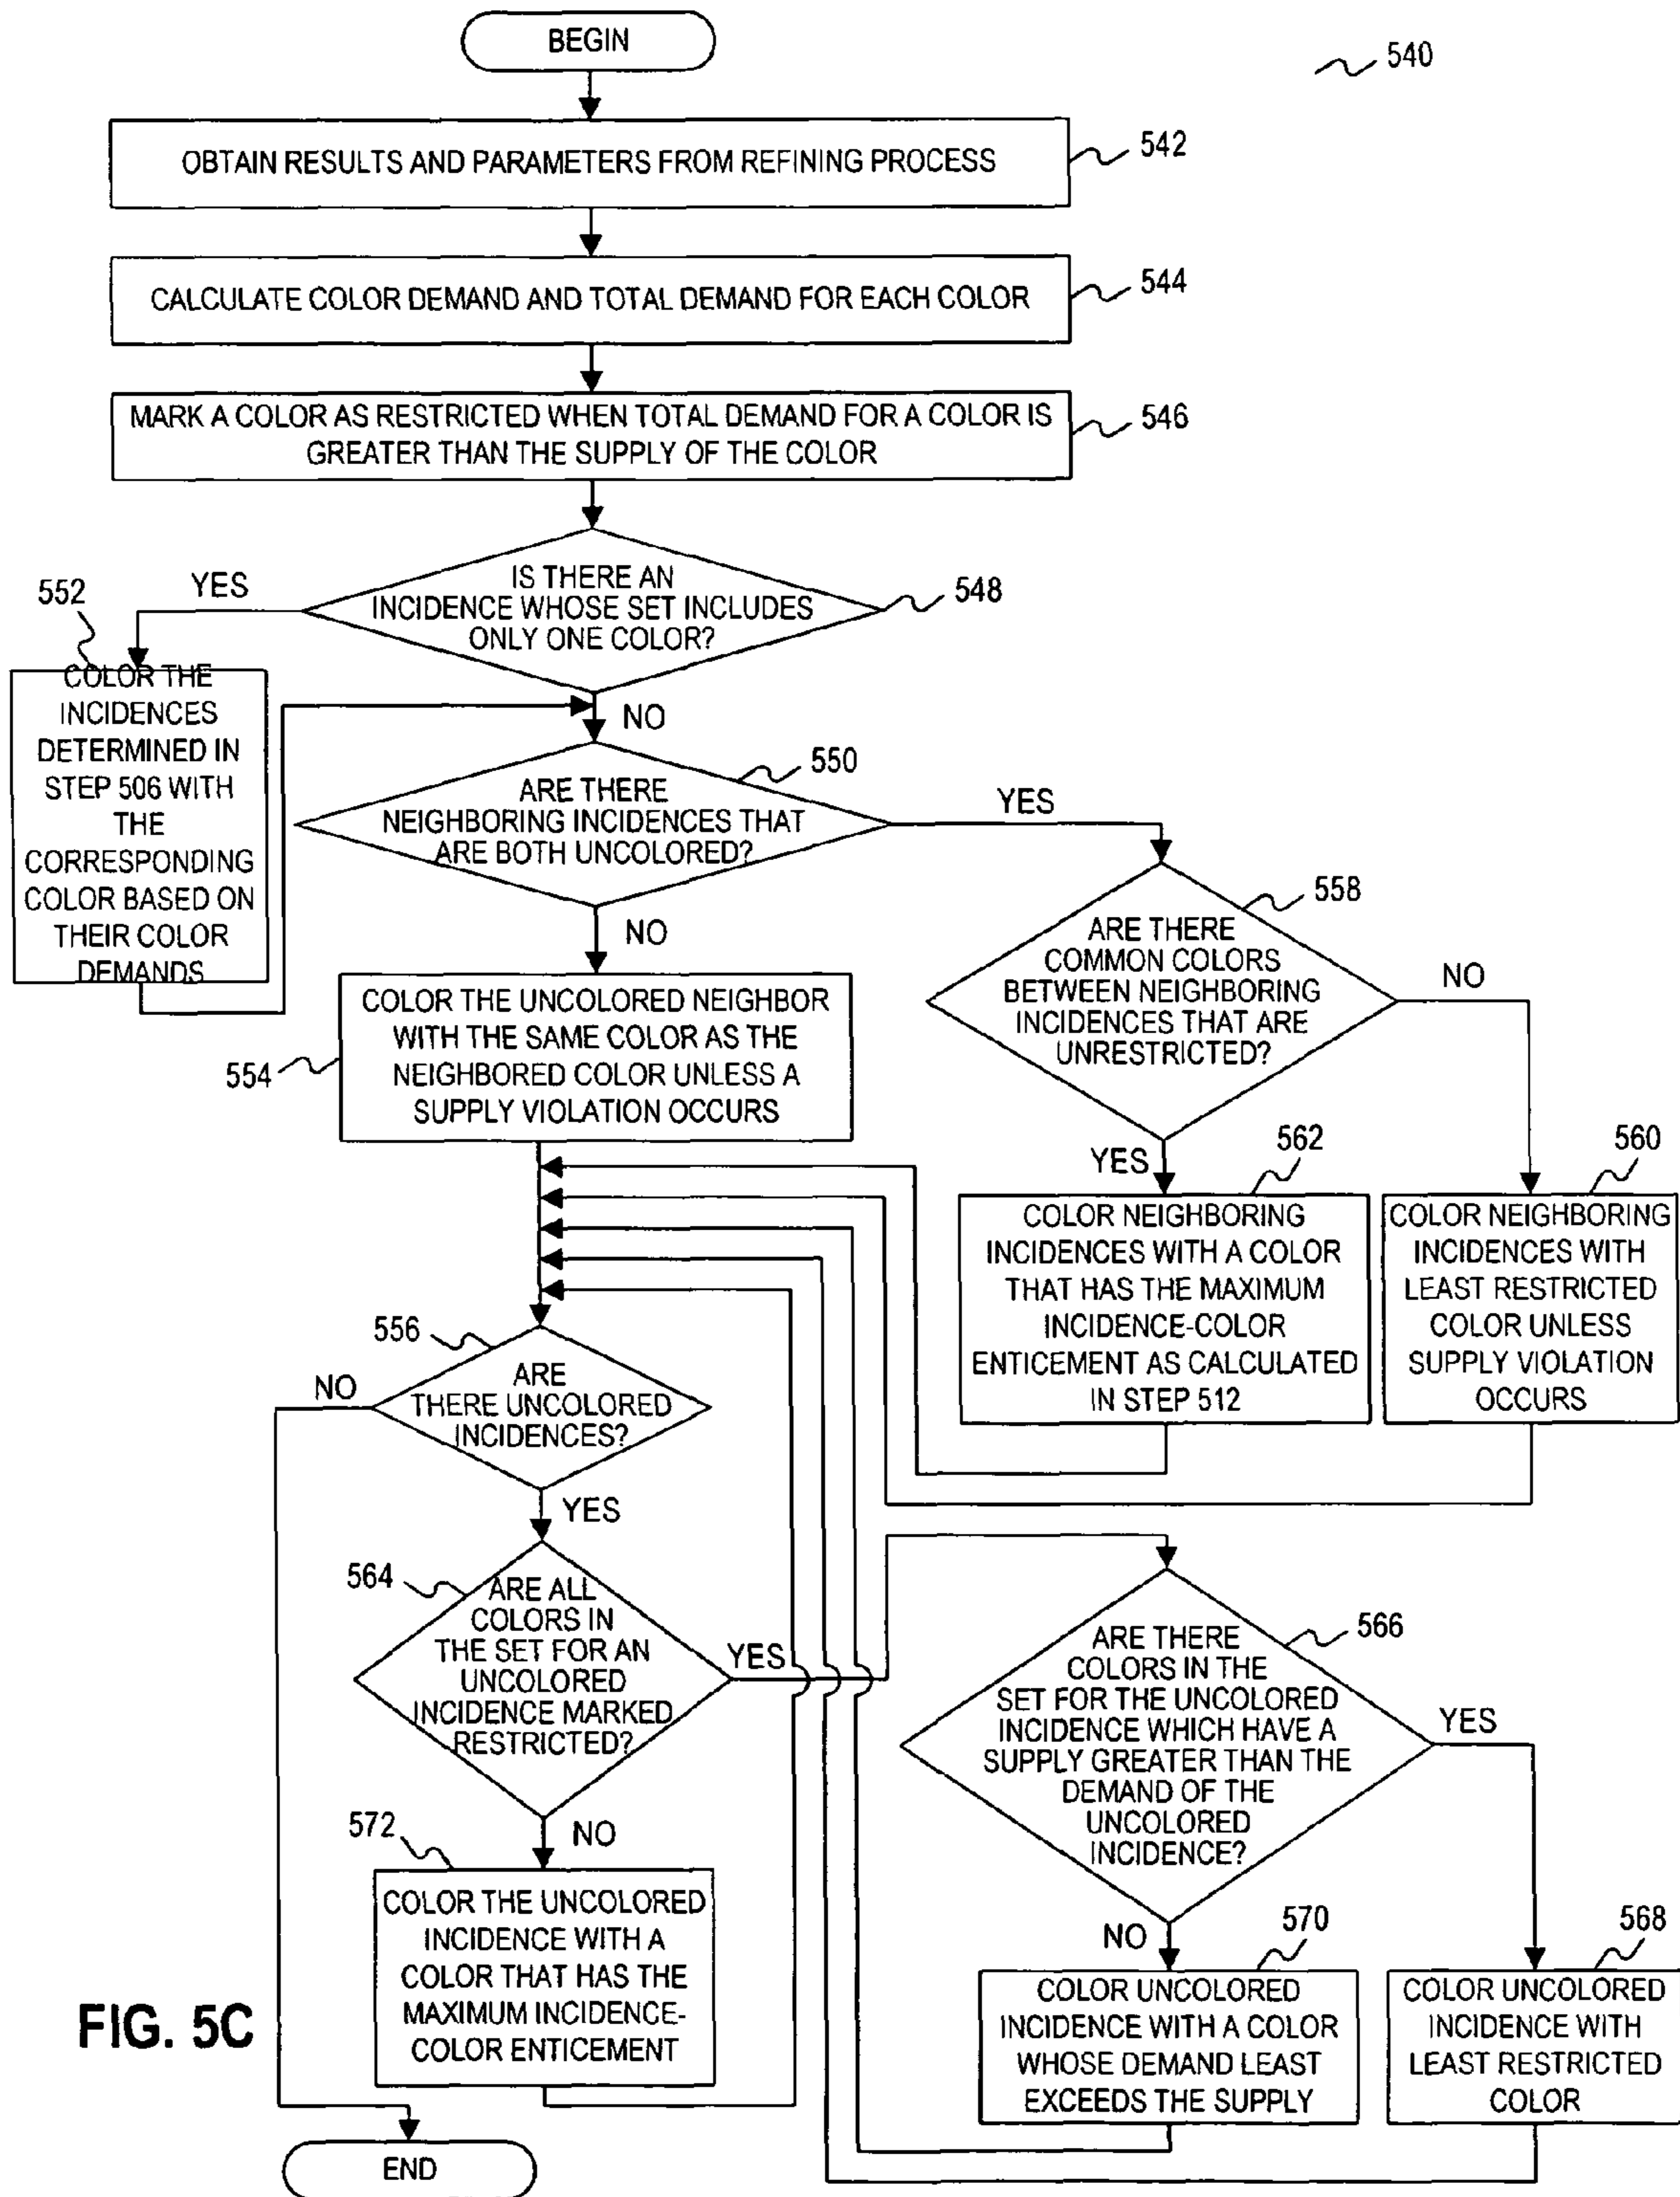 BEGIN
540
OBTAIN RESULTS AND PARAMETERS FROM REFINING PROCESS
542
CALCULATE COLOR DEMAND AND TOTAL DEMAND FOR EACH COLOR
544
MARK A COLOR AS RESTRICTED WHEN TOTAL DEMAND FOR A COLOR IS
GREATER THAN THE SUPPLY OF THE COLOR
546
IS THERE AN
INCIDENCE WHOSE SET INCLUDES
ONLY ONE COLOR?
548
YES
552
COLOR THE
INCIDENCES
DETERMINED IN
STEP 506 WITH
THE
CORRESPONDING
COLOR BASED ON
THEIR COLOR
DEMANDS
NO
550
ARE THERE
NEIGHBORING INCIDENCES THAT
ARE BOTH UNCOLORED?
YES
558
ARE THERE
COMMON COLORS
BETWEEN NEIGHBORING
INCIDENCES THAT ARE
UNRESTRICTED?
NO
NO
COLOR THE UNCOLORED NEIGHBOR
WITH THE SAME COLOR AS THE
NEIGHBORED COLOR UNLESS A
SUPPLY VIOLATION OCCURS
554
YES
562
COLOR NEIGHBORING
INCIDENCES WITH A COLOR
THAT HAS THE MAXIMUM
INCIDENCE-COLOR
ENTICEMENT AS CALCULATED
IN STEP 512
560
COLOR NEIGHBORING
INCIDENCES WITH
LEAST RESTRICTED
COLOR UNLESS
SUPPLY VIOLATION
OCCURS
556
ARE
THERE UNCOLORED
INCIDENCES?
NO
YES
564
ARE ALL
COLORS IN
THE SET FOR AN
UNCOLORED
INCIDENCE MARKED
RESTRICTED?
YES
566
ARE THERE
COLORS IN THE
SET FOR THE UNCOLORED
INCIDENCE WHICH HAVE A
SUPPLY GREATER THAN THE
DEMAND OF THE
UNCOLORED
INCIDENCE?
YES
NO
572
COLOR THE UNCOLORED
INCIDENCE WITH A
COLOR THAT HAS THE
MAXIMUM INCIDENCE-
COLOR ENTICEMENT
NO
570
COLOR UNCOLORED
INCIDENCE WITH A COLOR
WHOSE DEMAND LEAST
EXCEEDS THE SUPPLY
568
COLOR UNCOLORED
INCIDENCE WITH
LEAST RESTRICTED
COLOR
FIG. 5C
END